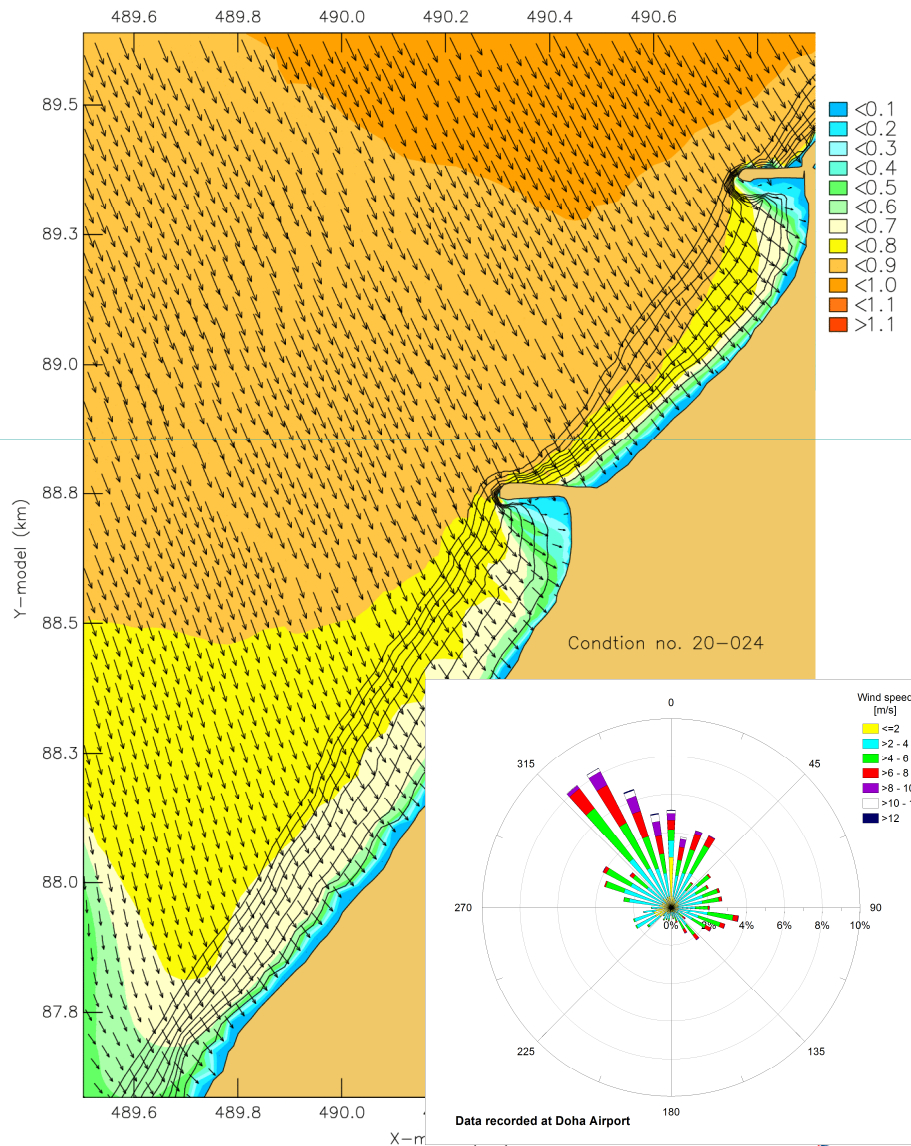 489.6 489.8 490.0 490.2 490.4 490.6
89.5
89.3
89.0
88.8
88.5
88.3
88.0
87.8
Y-model (km)
<0.1
<0.2
<0.3
<0.4
<0.5
<0.6
<0.7
<0.8
<0.9
<1.0
<1.1
>1.1
Condtion no. 20-024
489.6 489.8 490.0
Wind speed
[m/s]
<=2
>2 - 4
>4 - 6
>6 - 8
>8 - 10
>10 - 1
>12
0
45
90
135
180
225
270
315
0% 2% 4% 6% 8% 10%
Data recorded at Doha Airport